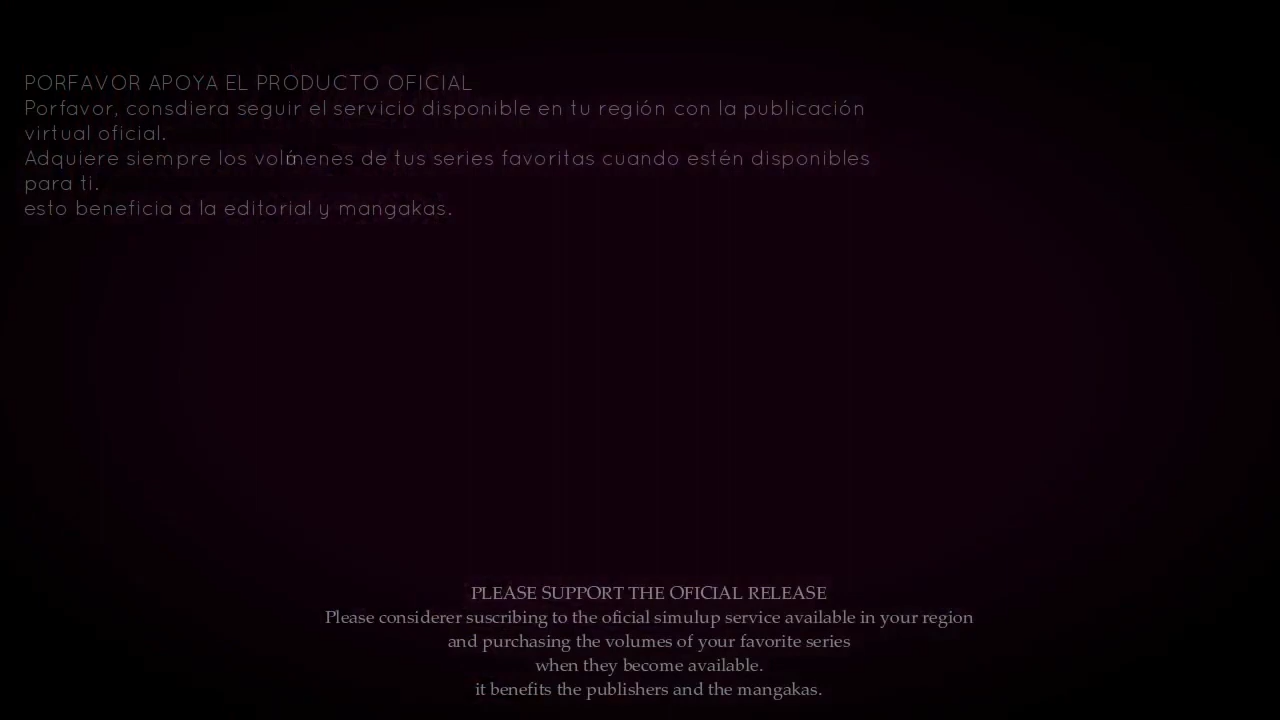 PORFAVOR APOYA EL PRODUCTO OFICIAL
Porfavor, consdiera seguir el servicio disponible en tu región con la publicación
virtual oficial.
Adquiere siempre los volúmenes de tus series favoritas cuando estén disponibles
para ti.
esto beneficia a la editorial y mangakas.
PLEASE SUPPORT THE OFICIAL RELEASE
Please considerer suscribing to the oficial simulup service available in your region
and purchasing the volumes of your favorite series
when they become available.
it benefits the publishers and the mangakas.